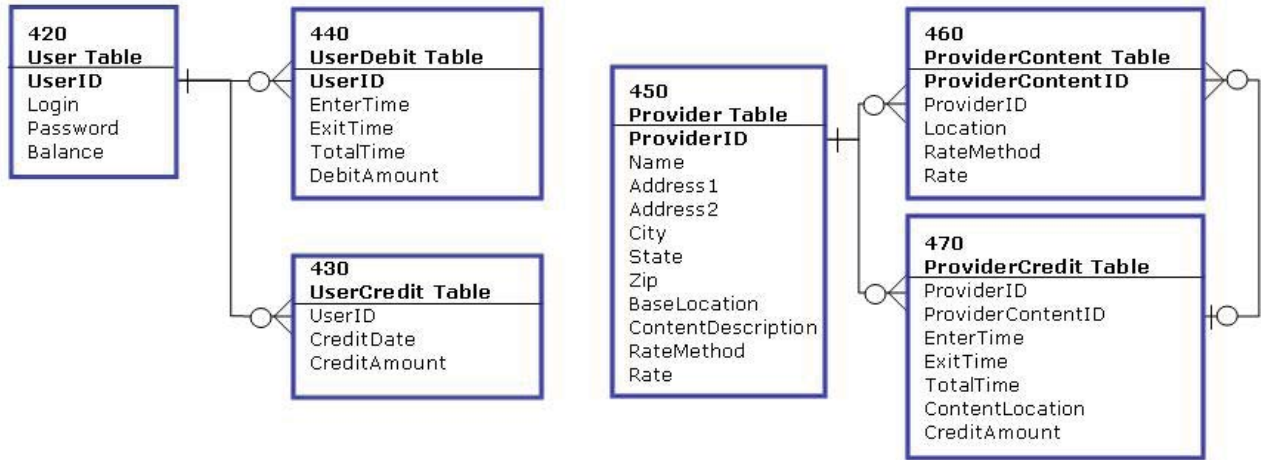 420
User Table
UserID
Login
Password
Balance
440
UserDebit Table
UserID
EnterTime
ExitTime
TotalTime
DebitAmount
430
UserCredit Table
UserID
CreditDate
CreditAmount
450
Provider Table
ProviderID
Name
Address1
Address2
City
State
Zip
BaseLocation
ContentDescription
RateMethod
Rate
460
ProviderContent Table
ProviderContentID
ProviderID
Location
RateMethod
Rate
470
ProviderCredit Table
ProviderID
ProviderContentID
EnterTime
ExitTime
TotalTime
ContentLocation
CreditAmount